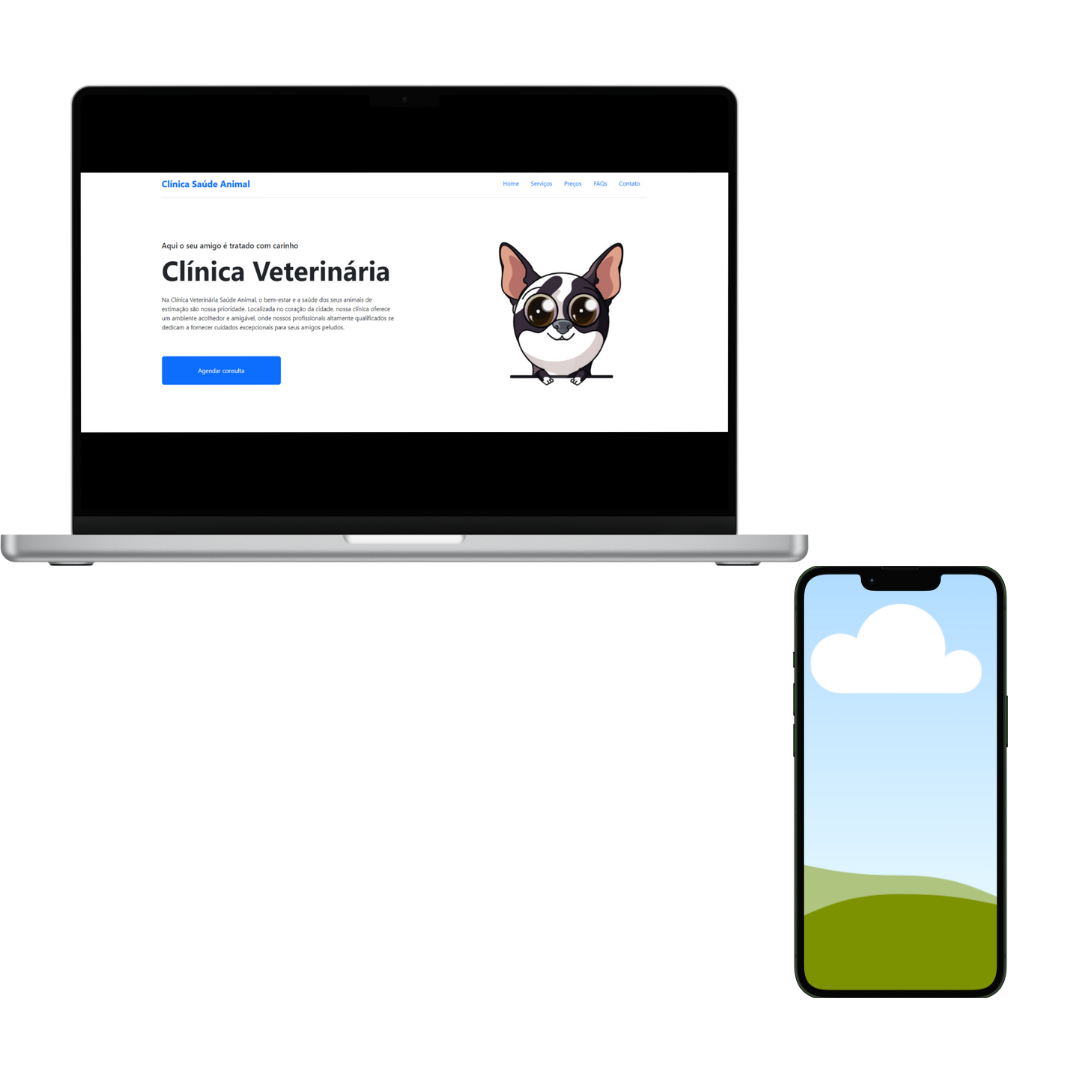 Clínica Saúde Animal
Home Serviços Preços FAQs Contato
Aqui o seu amigo é tratado com carinho
Clínica Veterinária
Na Clínica Veterinária Saúde Animal, o bem-estar e a saúde dos seus animais de
estimação são nossa prioridade. Localizada no coração da cidade, nossa clínica oferece
um ambiente acolhedor e amigável, onde nossos profissionais altamente qualificados se
dedicam a fornecer cuidados excepcionais para seus amigos peludos.
Agendar consulta